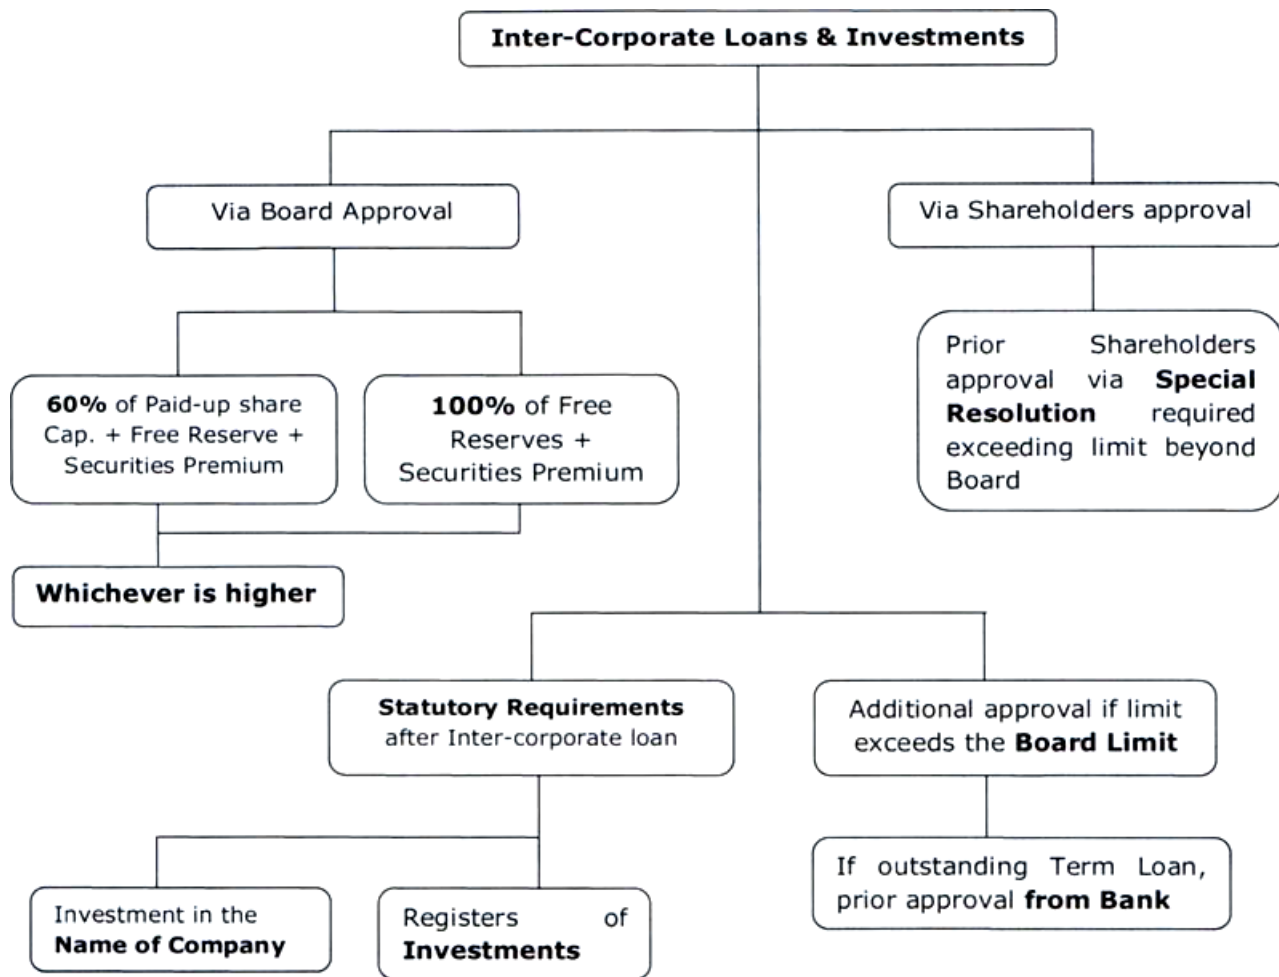 Inter-Corporate Loans & Investments
Via Board Approval
Via Shareholders approval
60% of Paid-up share
Cap. + Free Reserve +
Securities Premium
100% of Free
Reserves +
Securities Premium
Prior Shareholders
approval via Special
Resolution required
exceeding limit beyond
Board
Whichever is higher
Statutory Requirements
after Inter-corporate loan
Additional approval if limit
exceeds the Board Limit
Investment in the
Name of Company
Registers of
Investments
If outstanding Term Loan,
prior approval from Bank